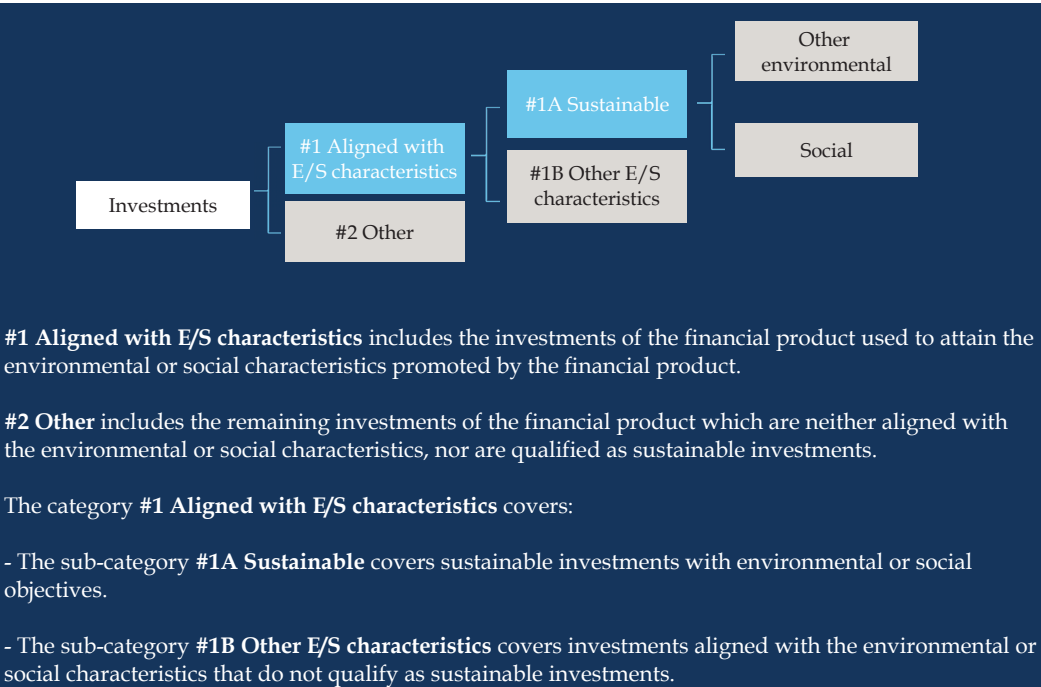 Other
environmental
#1A Sustainable
#1 Aligned with
E/S characteristics
Social
#1B Other E/S
characteristics
Investments
#2 Other
#1 Aligned with E/S characteristics includes the investments of the financial product used to attain the
environmental or social characteristics promoted by the financial product.
#2 Other includes the remaining investments of the financial product which are neither aligned with
the environmental or social characteristics, nor are qualified as sustainable investments.
The category #1 Aligned with E/S characteristics covers:
- The sub-category #1A Sustainable covers sustainable investments with environmental or social
objectives.
- The sub-category #1B Other E/S characteristics covers investments aligned with the environmental or
social characteristics that do not qualify as sustainable investments.